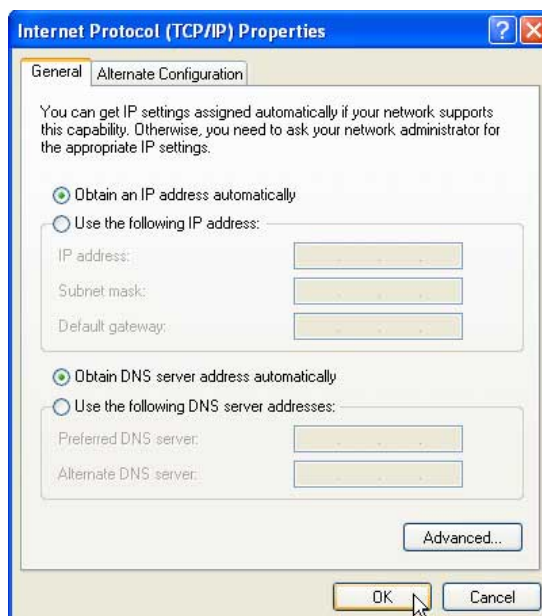 Internet Protocol (TCP/IP) Properties
General
Alternate Configuration
You can get IP settings assigned automatically if your network supports
this capability. Otherwise, you need to ask your network administrator for
the appropriate IP settings.
Obtain an IP address automatically
Use the following IP address:
IP address:
Subnet mask:
Default gateway:
Obtain DNS server address automatically
Use the following DNS server addresses:
Preferred DNS server:
Alternate DNS server:
Advanced...
OK
Cancel